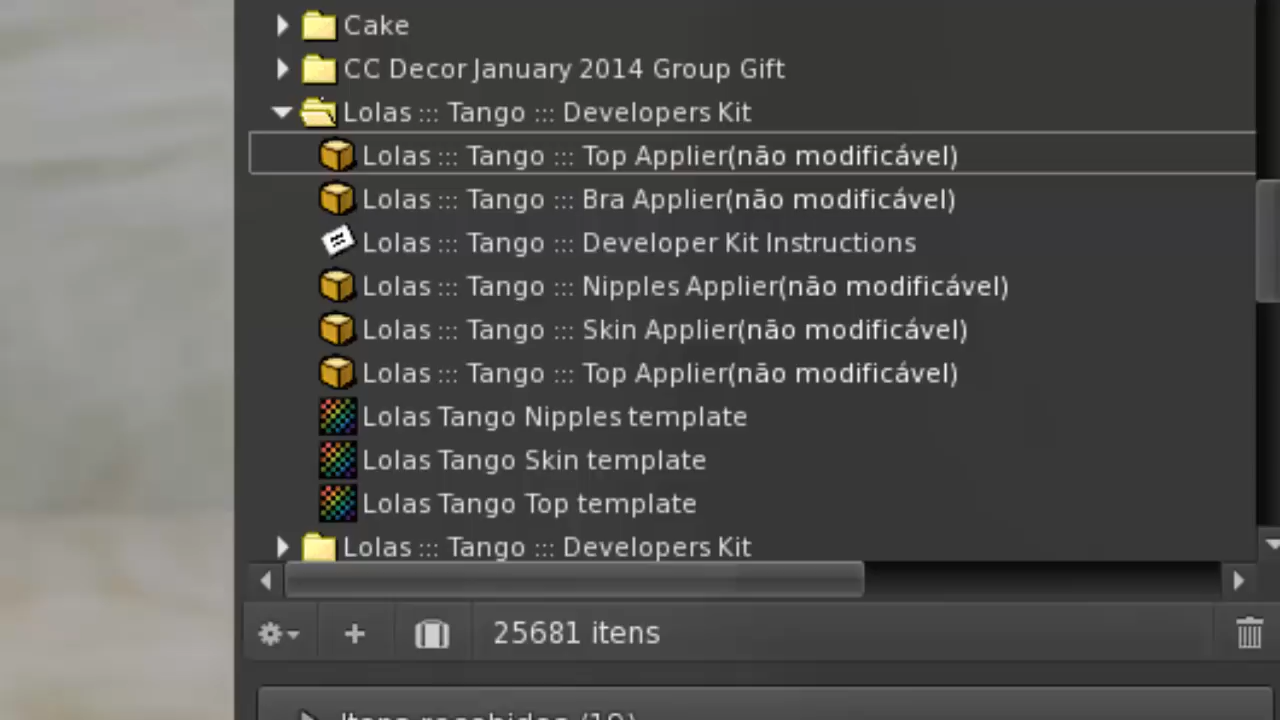 Cake
CC Decor January 2014 Group Gift
Lolas ::: Tango ::: Developers Kit
Lolas ::: Tango ::: Top Applier(não modificável)
Lolas ::: Tango ::: Bra Applier(não modificável)
Lolas ::: Tango ::: Developer Kit Instructions
Lolas ::: Tango ::: Nipples Applier(não modificável)
Lolas ::: Tango ::: Skin Applier(não modificável)
Lolas ::: Tango ::: Top Applier(não modificável)
Lolas Tango Nipples template
Lolas Tango Skin template
Lolas Tango Top template
Lolas ::: Tango ::: Developers Kit
25681 itens
Itens recebidos (19)